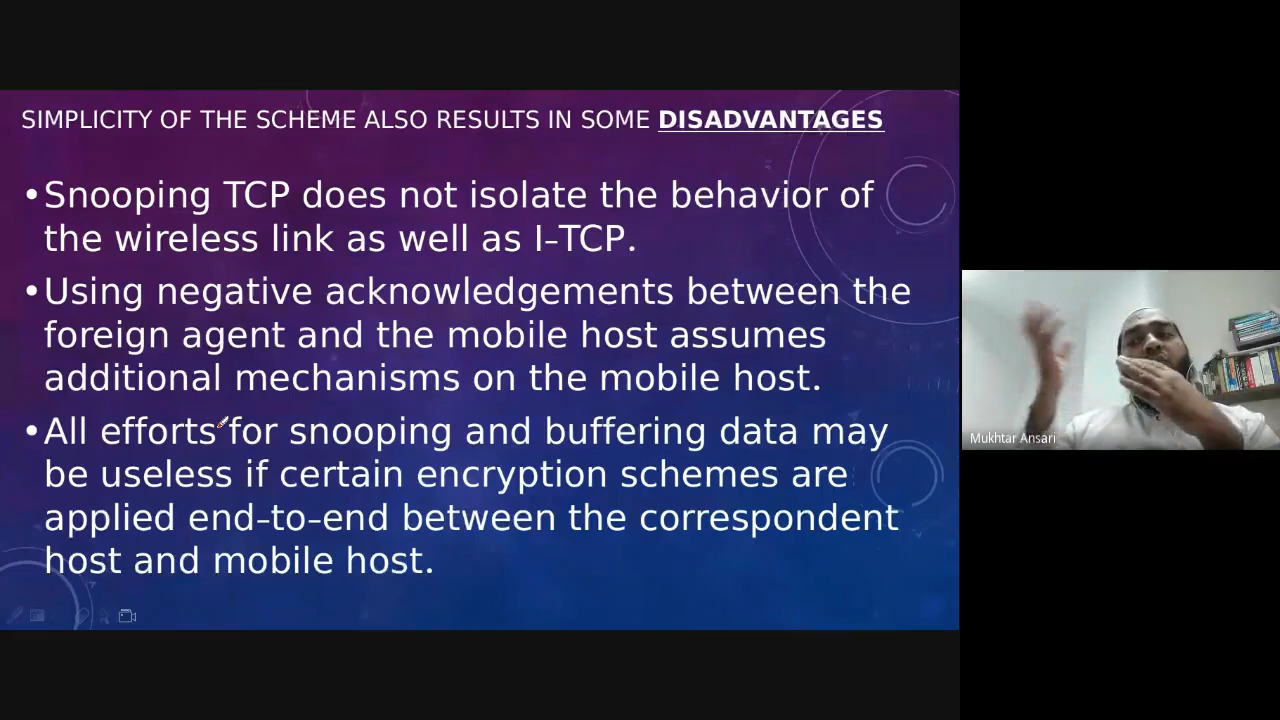 SIMPLICITY OF THE SCHEME ALSO RESULTS IN SOME DISADVANTAGES
•Snooping TCP does not isolate the behavior of
the wireless link as well as I–TCP.
•Using negative acknowledgements between the
foreign agent and the mobile host assumes
additional mechanisms on the mobile host.
•All efforts for snooping and buffering data may
be useless if certain encryption schemes are
applied end–to–end between the correspondent
host and mobile host.
Mukhtar Ansari